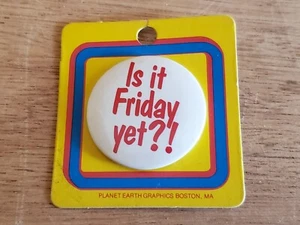 Is it
Friday
yet?!
PLANET EARTH GRAPHICS BOSTON, MA